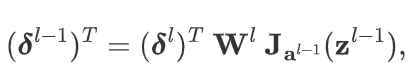 (δ^{l−1})^T = (δ^l)^T W^l J_{a^{l−1}}(z^{l−1}),